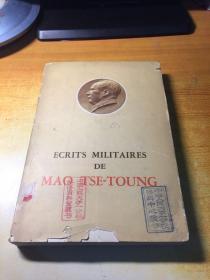 ECRITS MILITAIRES
DE
MAO TSE-TOUNG